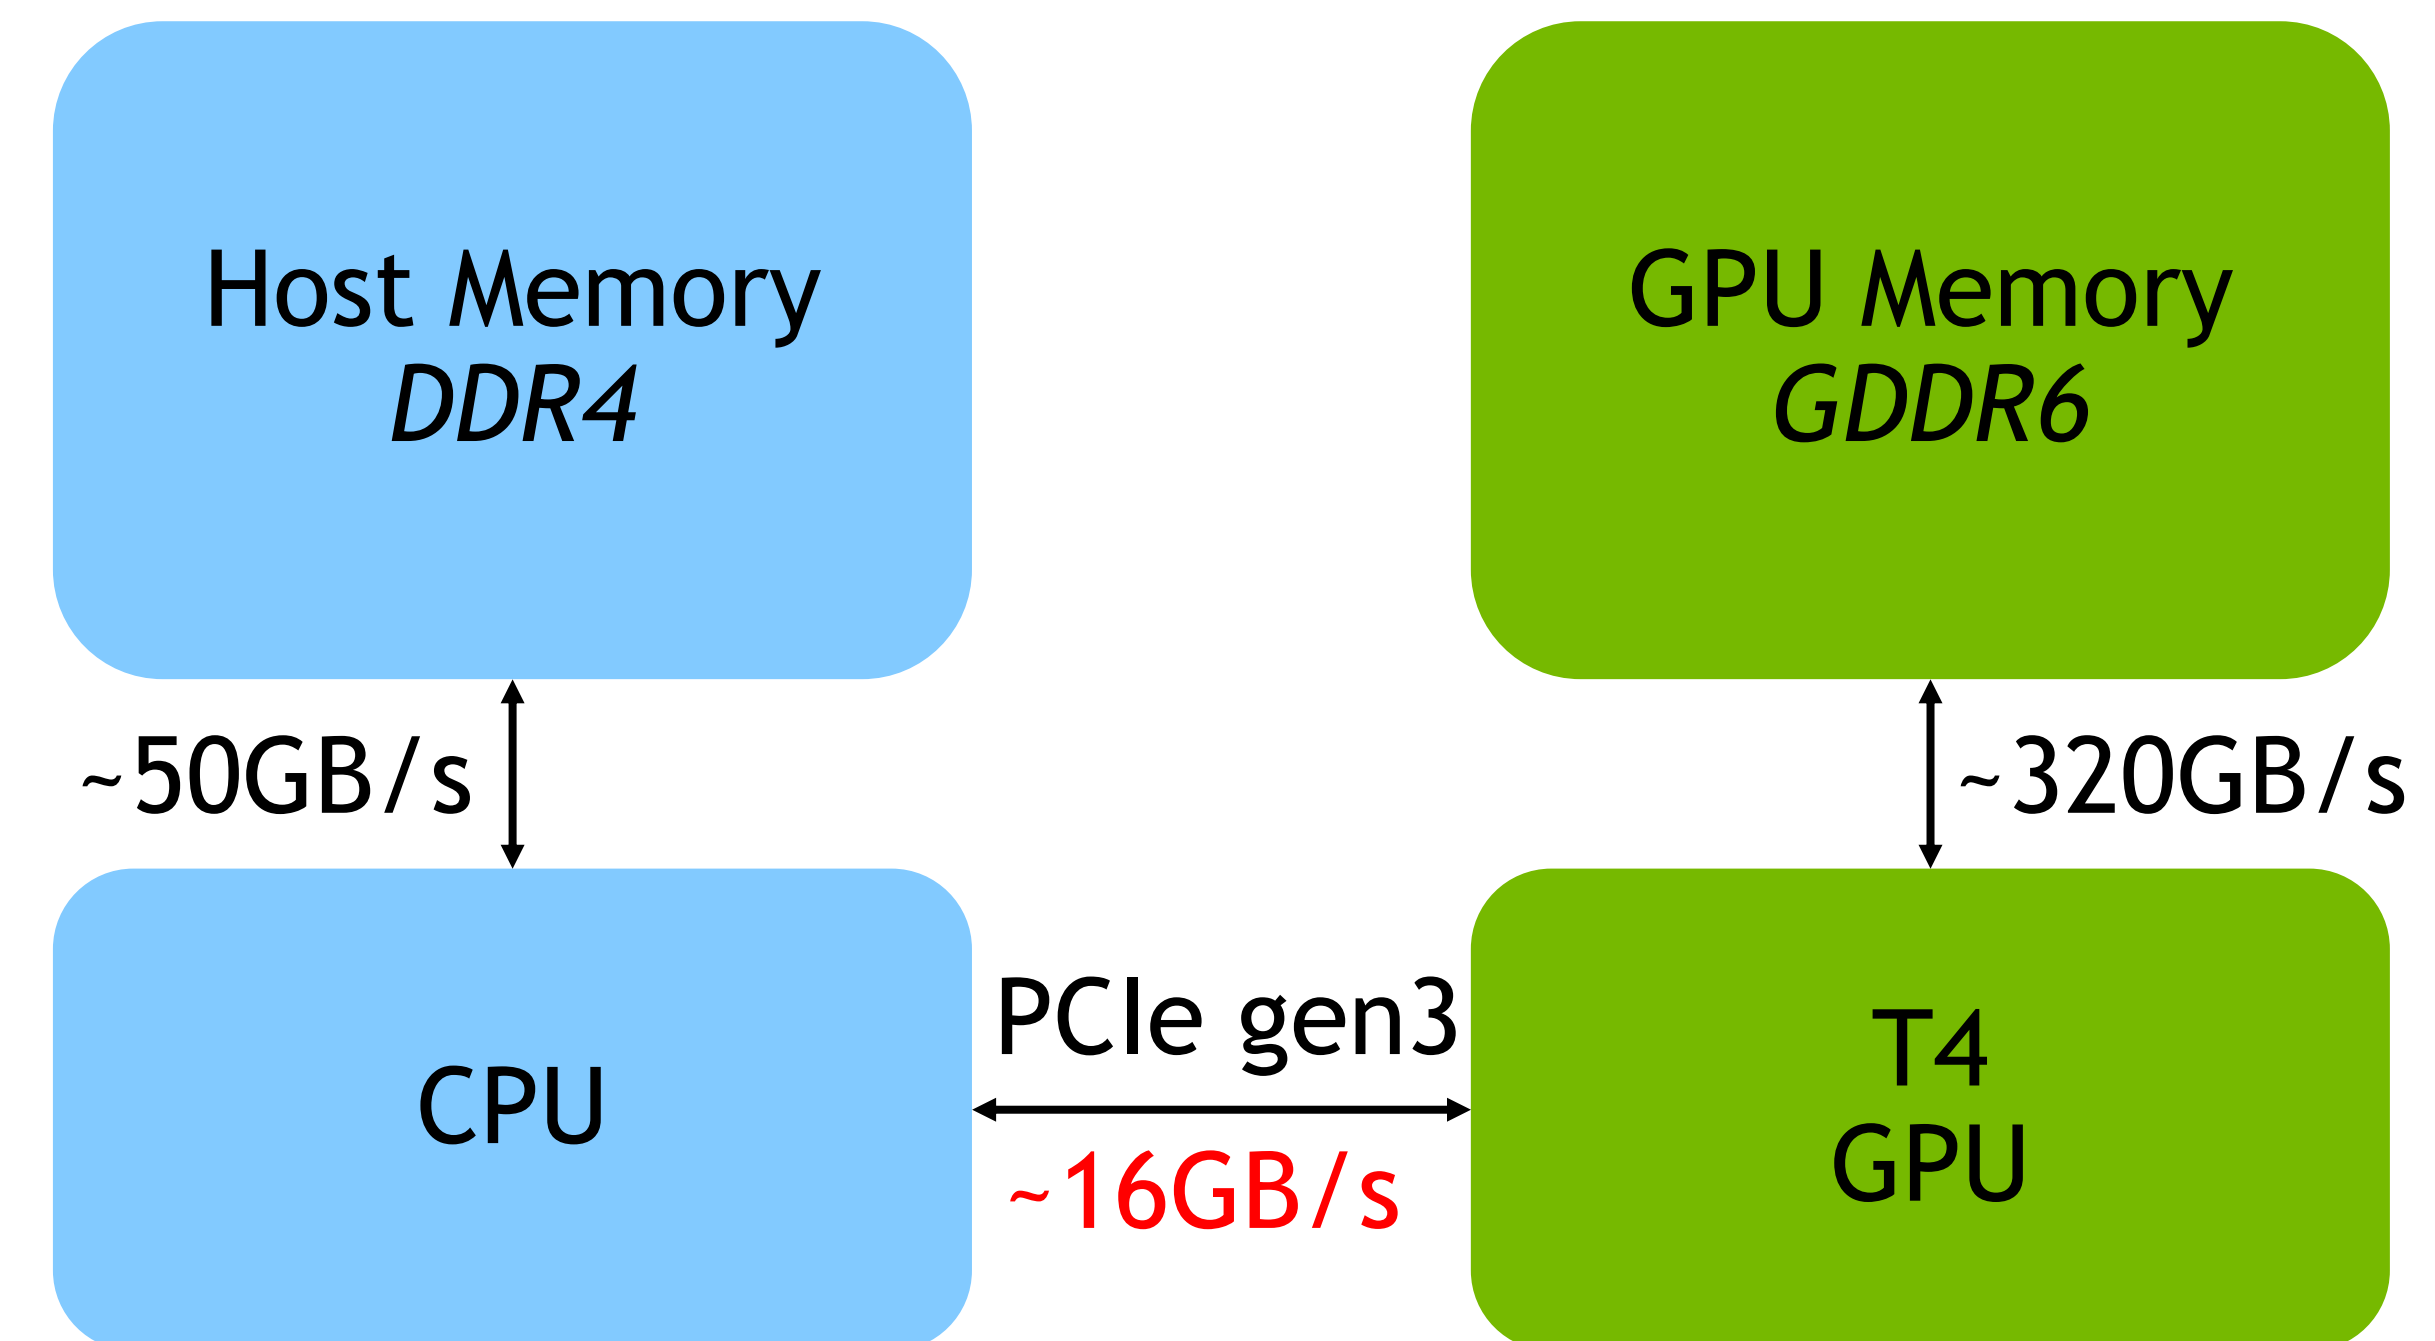 Host Memory
DDR4
GPU Memory
GDDR6
~50GB/s
~320GB/s
CPU
PCIe gen3
~16GB/s
T4
GPU